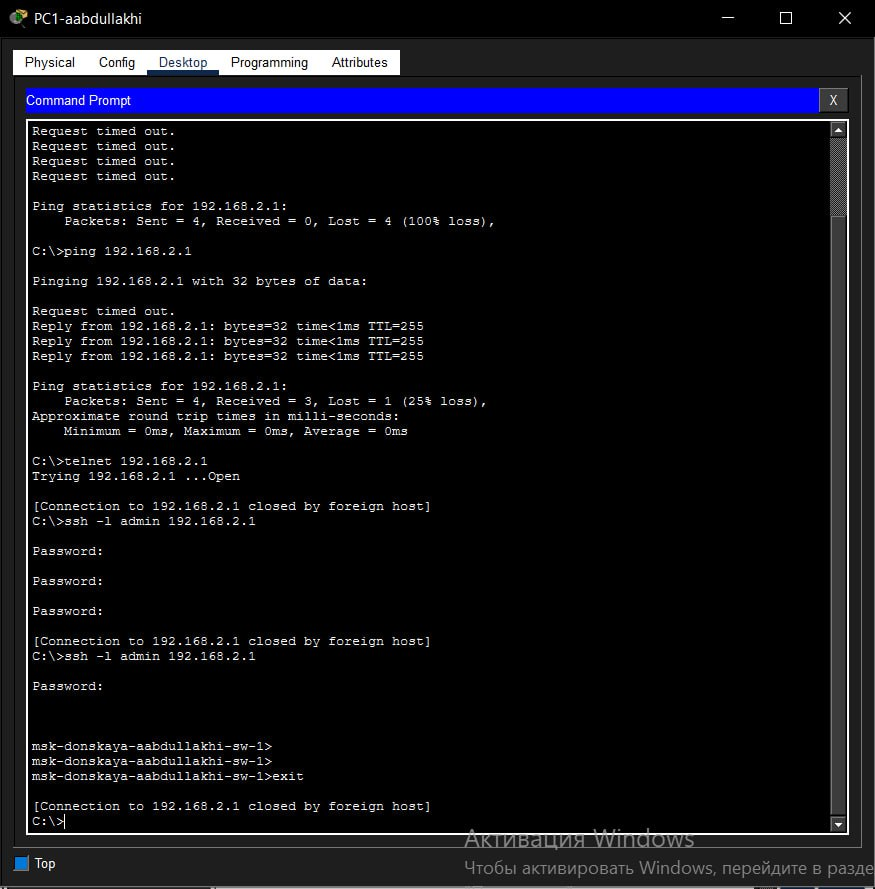 PC1-aabdullakhi
Physical Config Desktop Programming Attributes
Command Prompt X
Request timed out.
Request timed out.
Request timed out.
Request timed out.
Ping statistics for 192.168.2.1:
Packets: Sent = 4, Received = 0, Lost = 4 (100% loss),
C:\>ping 192.168.2.1
Pinging 192.168.2.1 with 32 bytes of data:
Request timed out.
Reply from 192.168.2.1: bytes=32 time<1ms TTL=255
Reply from 192.168.2.1: bytes=32 time<1ms TTL=255
Reply from 192.168.2.1: bytes=32 time<1ms TTL=255
Ping statistics for 192.168.2.1:
Packets: Sent = 4, Received = 3, Lost = 1 (25% loss),
Approximate round trip times in milli-seconds:
Minimum = 0ms, Maximum = 0ms, Average = 0ms
C:\>telnet 192.168.2.1
Trying 192.168.2.1 ...Open
[Connection to 192.168.2.1 closed by foreign host]
C:\>ssh -l admin 192.168.2.1
Password:
Password:
Password:
[Connection to 192.168.2.1 closed by foreign host]
C:\>ssh -l admin 192.168.2.1
Password:
msk-donskaya-aabdullakhi-sw-1>
msk-donskaya-aabdullakhi-sw-1>
msk-donskaya-aabdullakhi-sw-1>exit
[Connection to 192.168.2.1 closed by foreign host]
C:\>
Активация Windows
Top
Чтобы активировать Windows, перейдите в разде